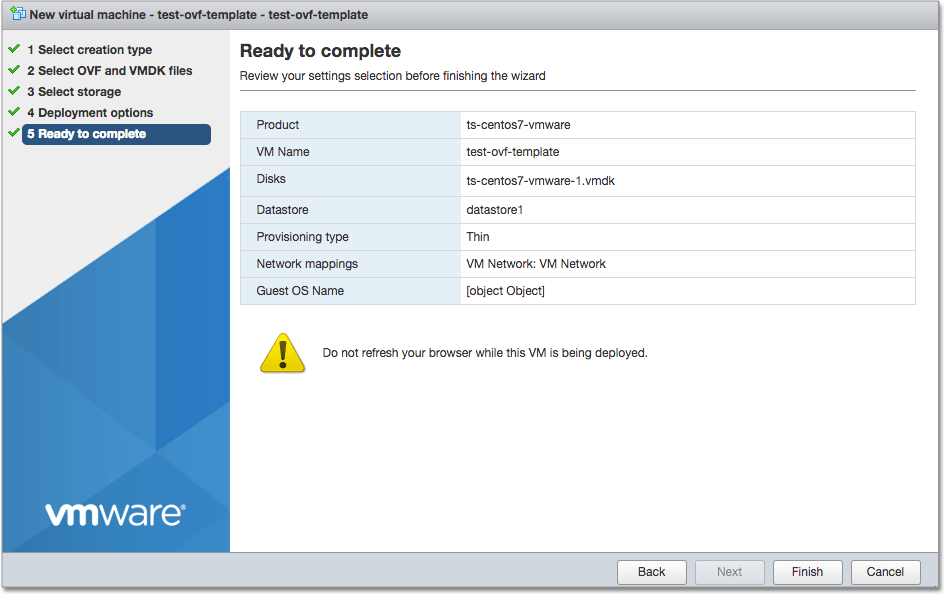 New virtual machine - test-ovf-template - test-ovf-template
1 Select creation type
2 Select OVF and VMDK files
3 Select storage
4 Deployment options
5 Ready to complete
Ready to complete
Review your settings selection before finishing the wizard
Product ts-centos7-vmware
VM Name test-ovf-template
Disks ts-centos7-vmware-1.vmdk
Datastore datastore1
Provisioning type Thin
Network mappings VM Network: VM Network
Guest OS Name [object Object]
Do not refresh your browser while this VM is being deployed.
vmware®
Back Next Finish Cancel